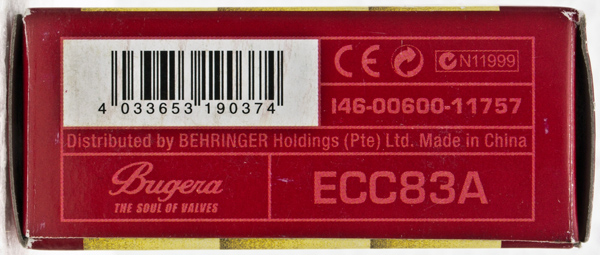 4 033653 190374
CE N11999
146-00600-11757
Distributed by BEHRINGER Holdings (Pte) Ltd. Made in China
Bugera
THE SOUL OF VALVES
ECC83A